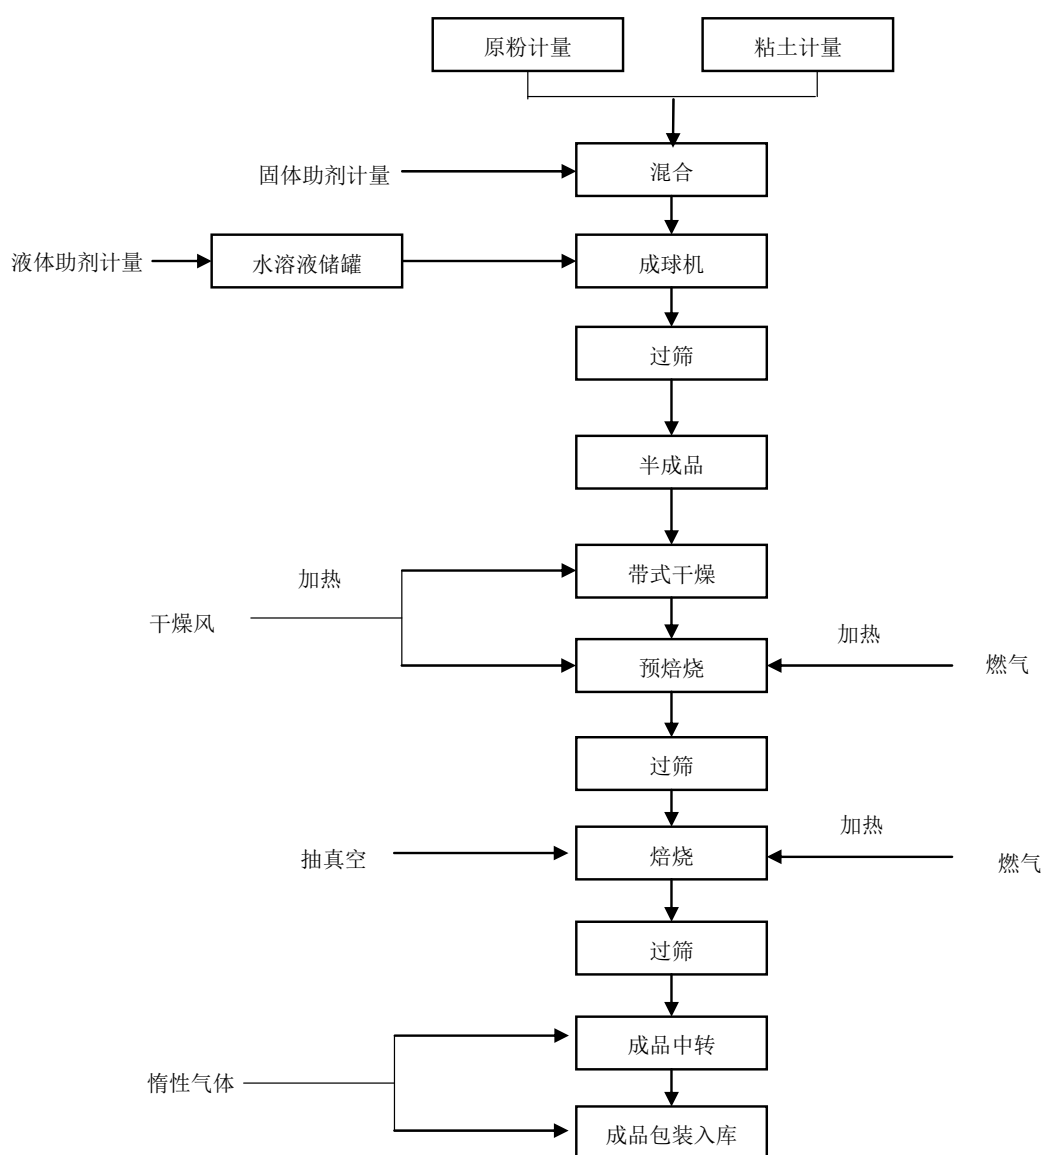 原粉计量
粘土计量
固体助剂计量
混合
液体助剂计量
水溶液储罐
成球机
过筛
半成品
加热
带式干燥
干燥风
加热
预焙烧
燃气
过筛
加热
抽真空
焙烧
燃气
过筛
成品中转
惰性气体
成品包装入库